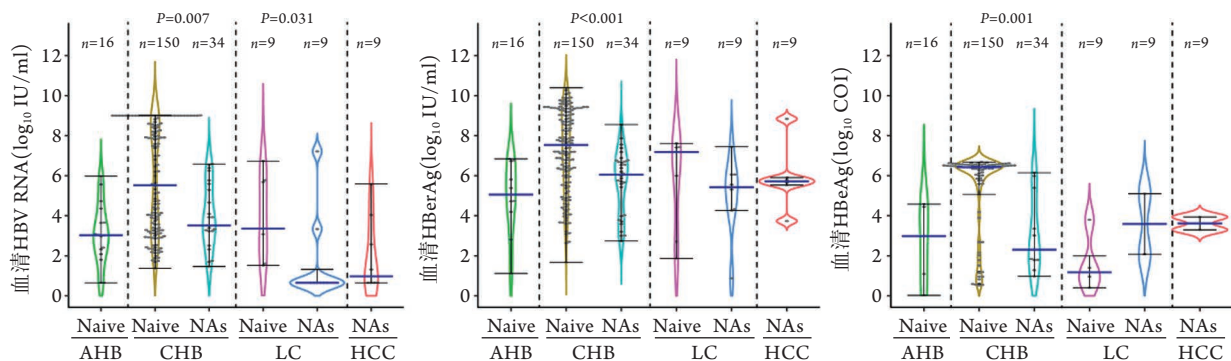 P=0.007 P=0.031
n=16 n=150 n=34 n=9 n=9 n=9
血清HBV RNA(log₁₀ IU/ml)
12
10
8
6
4
2
0
Naive Naive NAs Naive NAs NAs
AHB CHB LC HCC
P<0.001
n=16 n=150 n=34 n=9 n=9 n=9
血清HBcrAg(log₁₀ IU/ml)
12
10
8
6
4
2
0
Naive Naive NAs Naive NAs NAs
AHB CHB LC HCC
P=0.001
n=16 n=150 n=34 n=9 n=9 n=9
血清HBeAg(log₁₀ COI)
12
10
8
6
4
2
0
Naive Naive NAs Naive NAs NAs
AHB CHB LC HCC